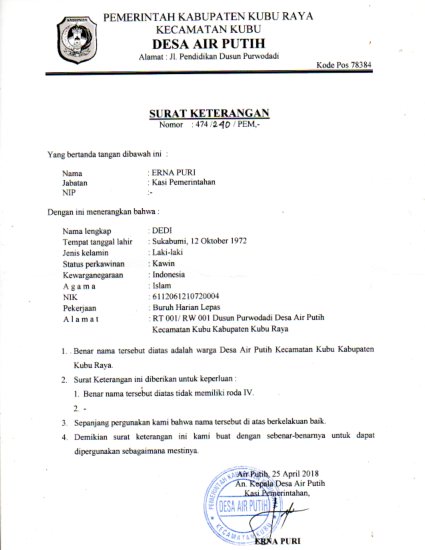 PEMERINTAH KABUPATEN KUBU RAYA
KECAMATAN KUBU
DESA AIR PUTIH
Alamat : Jl. Pendidikan Dusun Purwodadi
Kode Pos 78384
SURAT KETERANGAN
Nomor : 474 /240 / PEM,-
Yang bertanda tangan dibawah ini :
Nama : ERNA PURI
Jabatan : Kasi Pemerintahan
NIP :-
Dengan ini menerangkan bahwa :
Nama lengkap : DEDI
Tempat tanggal lahir : Sukabumi, 12 Oktober 1972
Jenis kelamin : Laki-laki
Status perkawinan : Kawin
Kewarganegaraan : Indonesia
A g a m a : Islam
NIK : 6112061210720004
Pekerjaan : Buruh Harian Lepas
A l a m a t : RT 001/ RW 001 Dusun Purwodadi Desa Air Putih
Kecamatan Kubu Kabupaten Kubu Raya
1. Benar nama tersebut diatas adalah warga Desa Air Putih Kecamatan Kubu Kabupaten
Kubu Raya.
2. Surat Keterangan ini diberikan untuk keperluan :
1. Benar nama tersebut diatas tidak memiliki roda IV.
2. -
3. Sepanjang pergunakan kami bahwa nama tersebut di atas berkelakuan baik.
4. Demikian surat keterangan ini kami buat dengan sebenar-benarnya untuk dapat
dipergunakan sebagaimana mestinya.
Air Putih, 25 April 2018
An. Kepala Desa Air Putih
Kasi Pemerintahan,
DESA AIR PUTIH
ERNA PURI